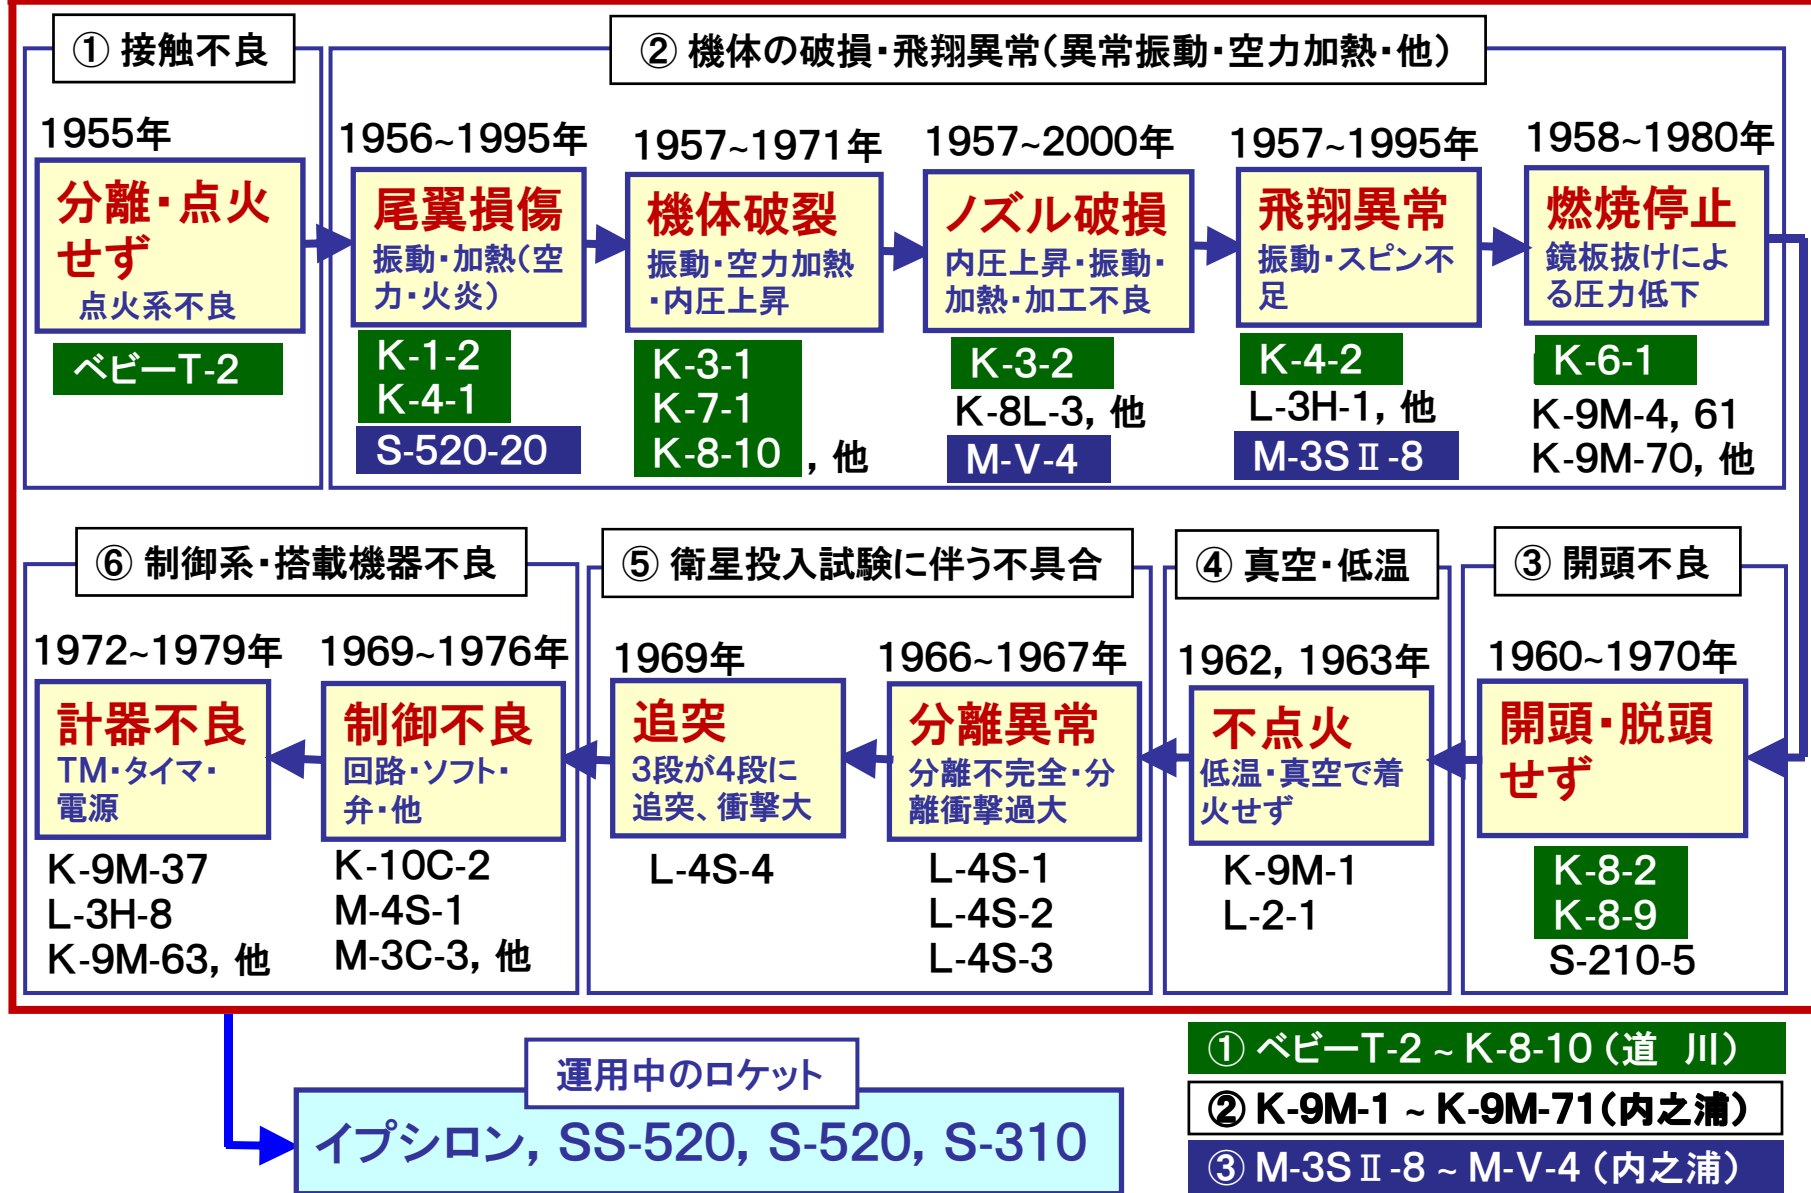 ① 接触不良
② 機体の破損・飛翔異常(異常振動・空力加熱・他)
1955年
分離・点火
せず
点火系不良
ベビーT-2
1956~1995年
尾翼損傷
振動・加熱(空
力・火炎)
K-1-2
K-4-1
S-520-20
1957~1971年
機体破裂
振動・空力加熱
・内圧上昇
K-3-1
K-7-1
K-8-10 , 他
1957~2000年
ノズル破損
内圧上昇・振動・
加熱・加工不良
K-3-2
K-8L-3, 他
M-V-4
1957~1995年
飛翔異常
振動・スピン不
足
K-4-2
L-3H-1, 他
M-3SⅡ-8
1958~1980年
燃焼停止
鏡板抜けによ
る圧力低下
K-6-1
K-9M-4, 61
K-9M-70, 他
③ 開頭不良
1960~1970年
開頭・脱頭
せず
K-8-2
K-8-9
S-210-5
④ 真空・低温
1962, 1963年
不点火
低温・真空で着
火せず
K-9M-1
L-2-1
⑤ 衛星投入試験に伴う不具合
1966~1967年
分離異常
分離不完全・分
離衝撃過大
L-4S-1
L-4S-2
L-4S-3
1969年
追突
3段が4段に
追突、衝撃大
L-4S-4
⑥ 制御系・搭載機器不良
1969~1976年
制御不良
回路・ソフト・
弁・他
K-10C-2
M-4S-1
M-3C-3, 他
1972~1979年
計器不良
TM・タイマ・
電源
K-9M-37
L-3H-8
K-9M-63, 他
運用中のロケット
イプシロン, SS-520, S-520, S-310
① ベビーT-2 ~ K-8-10 (道 川)
② K-9M-1 ~ K-9M-71(内之浦)
③ M-3SⅡ-8 ~ M-V-4 (内之浦)